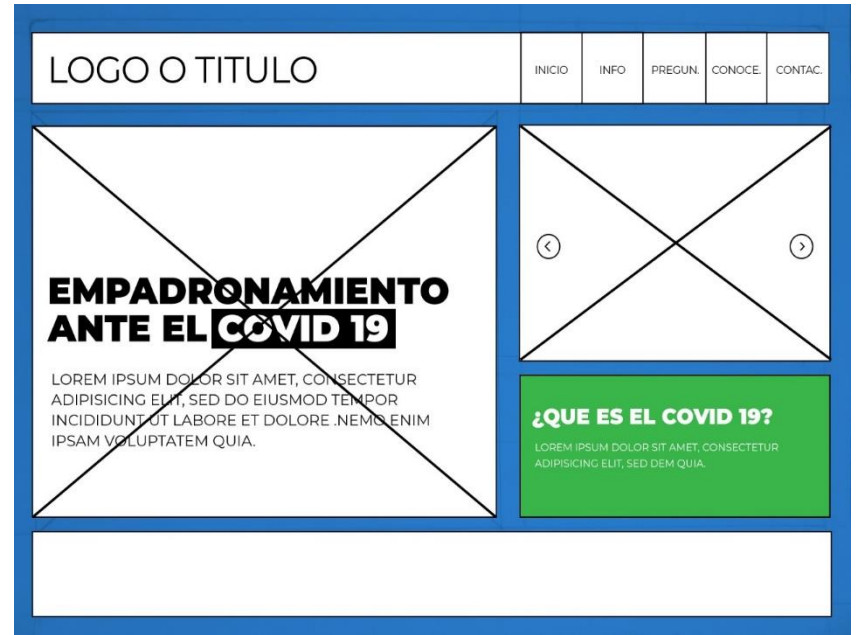 LOGO O TITULO
INICIO
INFO
PREGUN.
CONOCE.
CONTAC.
EMPADRONAMIENTO
ANTE EL COVID 19
LOREM IPSUM DOLOR SIT AMET, CONSECTETUR
ADIPISICING ELIT, SED DO EIUSMOD TEMPOR
INCIDIDUNT UT LABORE ET DOLORE .NEMO ENIM
IPSAM VOLUPTATEM QUIA.
¿QUE ES EL COVID 19?
LOREM IPSUM DOLO R SIT AMET, CONSECTETUR
ADIPISICING ELIT, SED DEM QUIA.